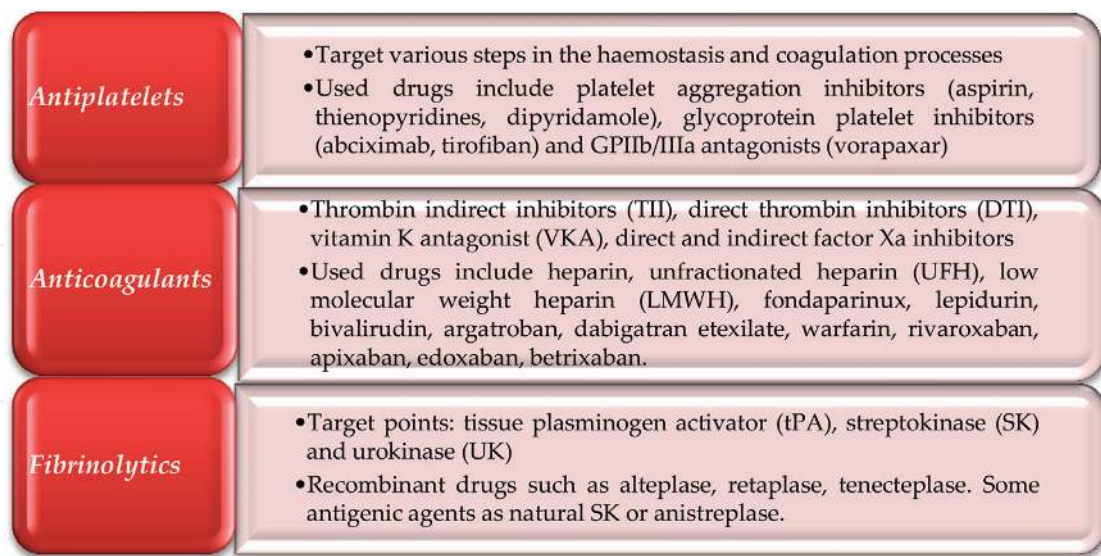 Antiplatelets
•Target various steps in the haemostasis and coagulation processes
•Used drugs include platelet aggregation inhibitors (aspirin,
thienopyridines, dipyridamole), glycoprotein platelet inhibitors
(abciximab, tirofiban) and GPIIb/IIIa antagonists (vorapaxar)
Anticoagulants
•Thrombin indirect inhibitors (TII), direct thrombin inhibitors (DTI),
vitamin K antagonist (VKA), direct and indirect factor Xa inhibitors
•Used drugs include heparin, unfractionated heparin (UFH), low
molecular weight heparin (LMWH), fondaparinux, lepidurin,
bivalirudin, argatroban, dabigatran etexilate, warfarin, rivaroxaban,
apixaban, edoxaban, betrixaban.
Fibrinolytics
•Target points: tissue plasminogen activator (tPA), streptokinase (SK)
and urokinase (UK)
•Recombinant drugs such as alteplase, retaplase, tenecteplase. Some
antigenic agents as natural SK or anistreplase.